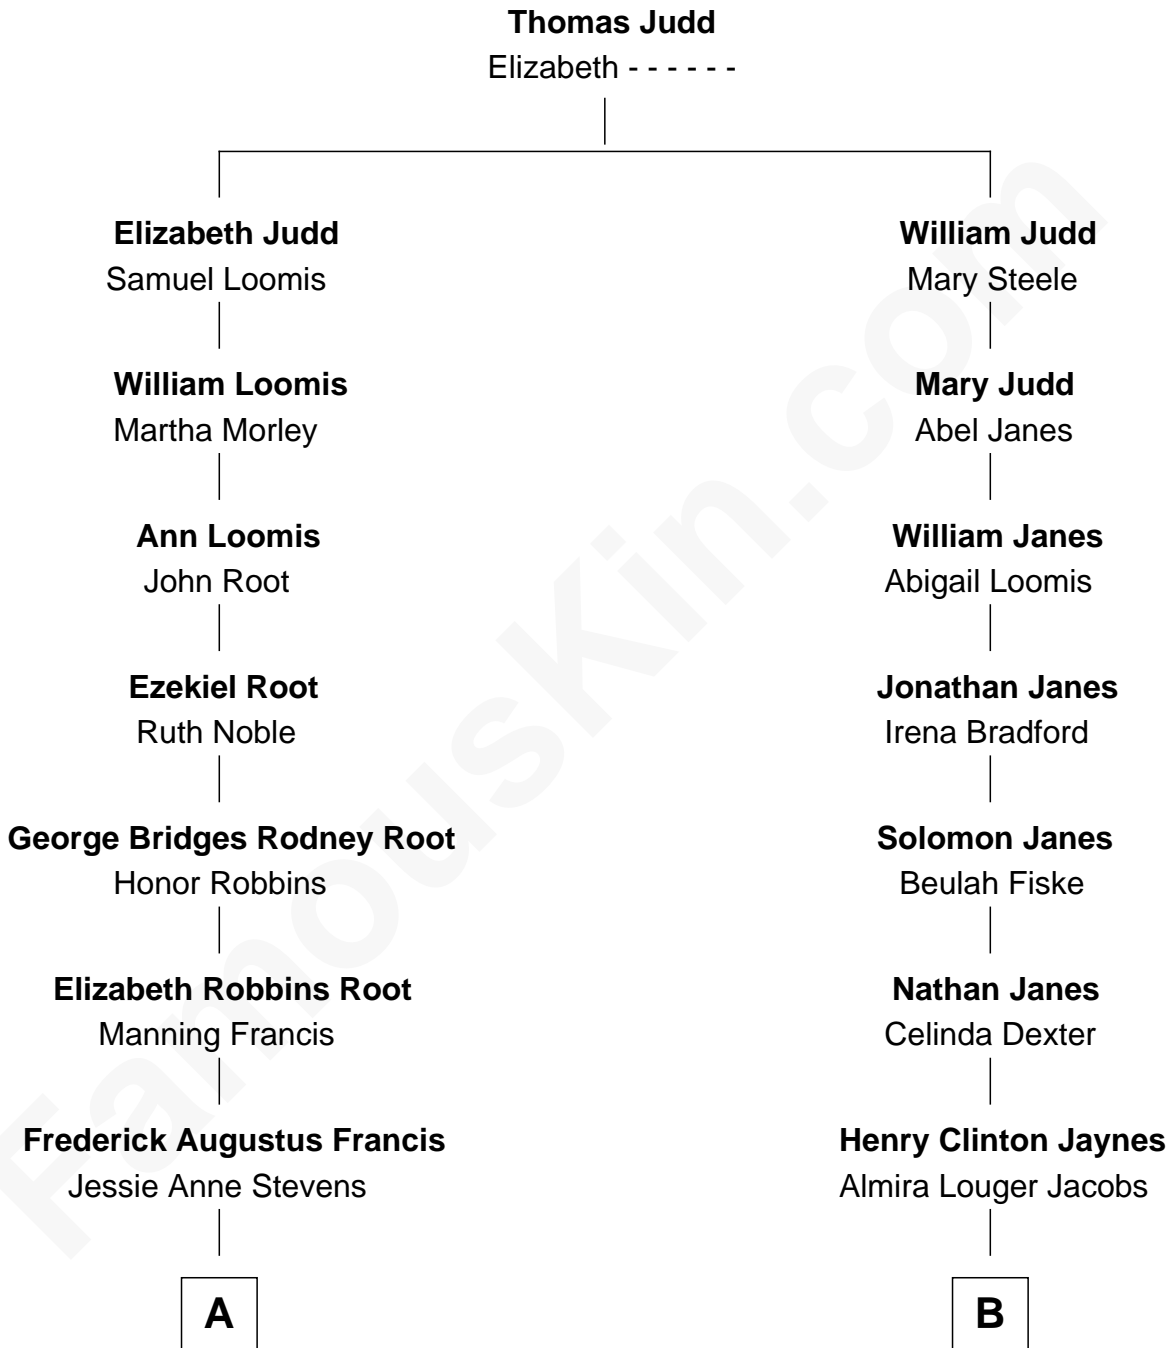 Thomas Judd
Elizabeth - - - - - -
Elizabeth Judd
Samuel Loomis
William Judd
Mary Steele
William Loomis
Martha Morley
Mary Judd
Abel Janes
Ann Loomis
John Root
William Janes
Abigail Loomis
Ezekiel Root
Ruth Noble
Jonathan Janes
Irena Bradford
George Bridges Rodney Root
Honor Robbins
Solomon Janes
Beulah Fiske
Elizabeth Robbins Root
Manning Francis
Nathan Janes
Celinda Dexter
Frederick Augustus Francis
Jessie Anne Stevens
Henry Clinton Jaynes
Almira Louger Jacobs
A
B
FamousKin.com